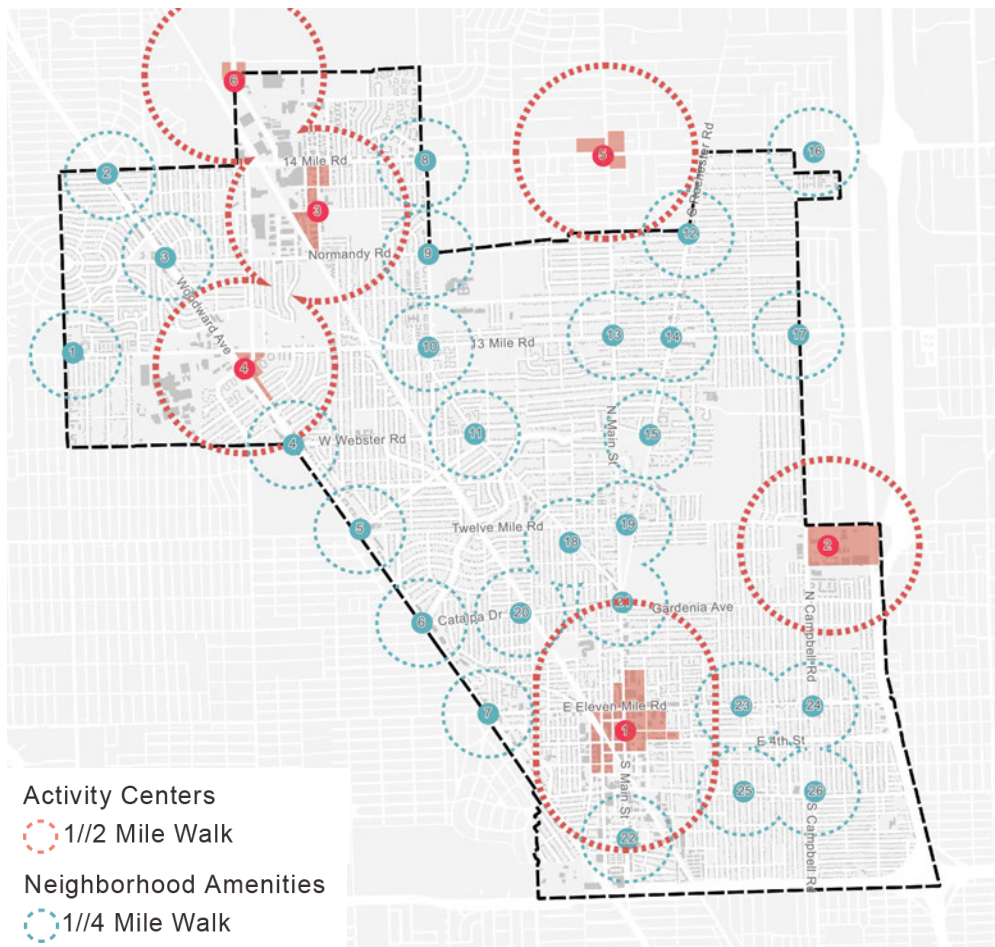 6
14 Mile Rd
8
5
S Rochester Rd
16
2
3
12
3
Normandy Rd
9
Woodward Ave
1
4
10
13 Mile Rd
13
14
17
4
W Webster Rd
11
N Main St
15
5
Twelve Mile Rd
18
19
2
6
Catalpa Dr
20
21
Gardenia Ave
N Campbell Rd
7
E Eleven Mile Rd
1
23
24
E 4th St
S Main St
25
26
S Campbell Rd
22
Activity Centers
1//2 Mile Walk
Neighborhood Amenities
1//4 Mile Walk